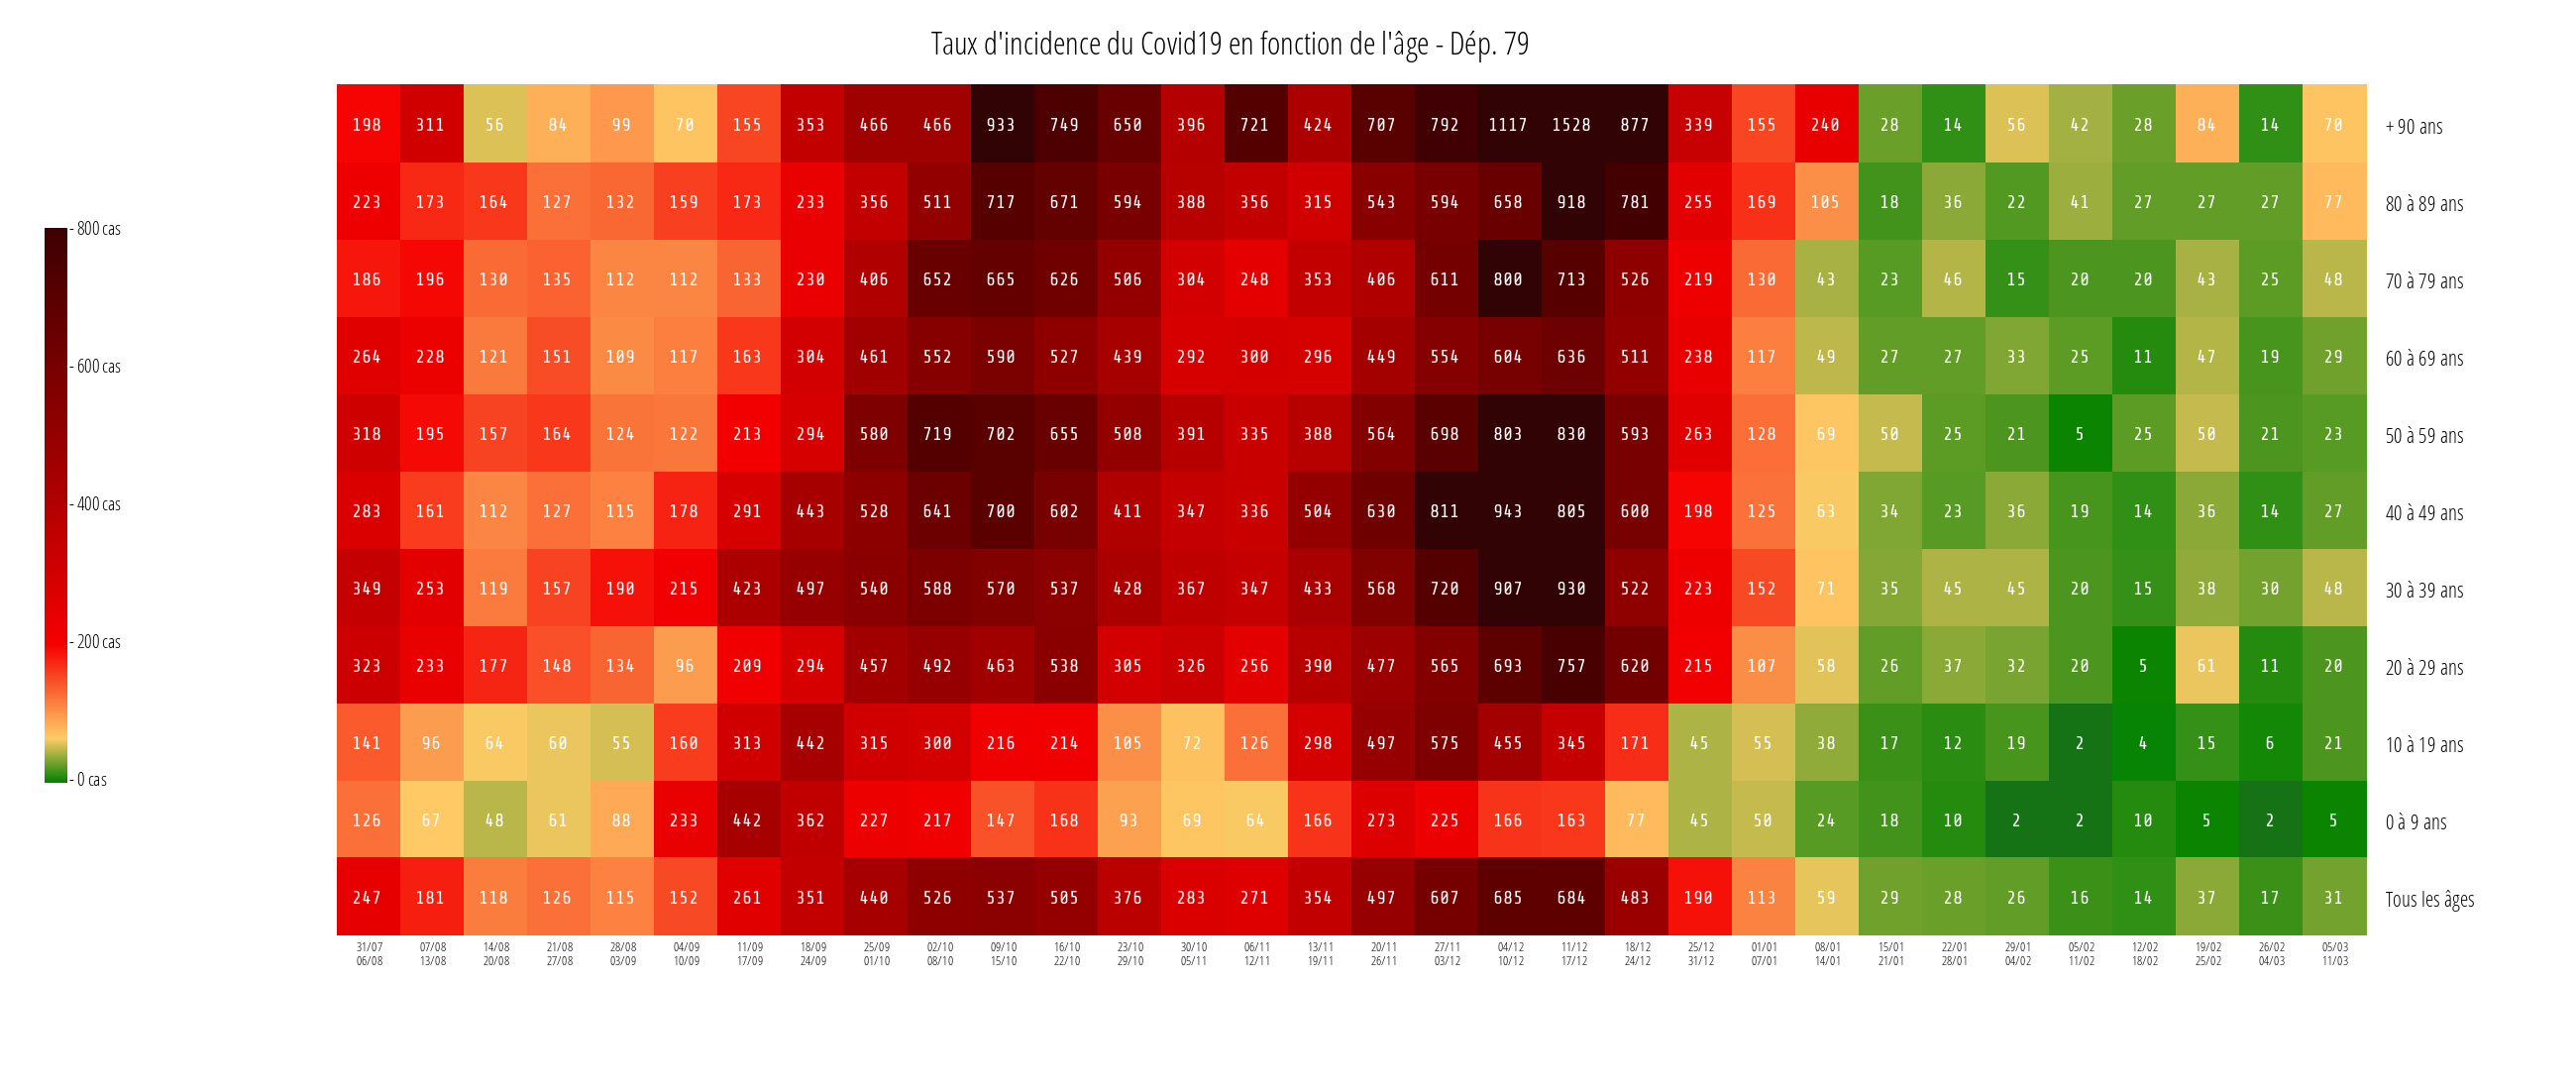 Taux d'incidence du Covid19 en fonction de l'âge - Dép. 79
- 800 cas
- 600 cas
- 400 cas
- 200 cas
- 0 cas
198 311 56 84 99 70 155 353 466 466 933 749 650 396 721 424 707 792 1117 1528 877 339 155 240 28 14 56 42 28 84 14 70 + 90 ans
223 173 164 127 132 159 173 233 356 511 717 671 594 388 356 315 543 594 658 918 781 255 169 105 18 36 22 41 27 27 27 77 80 à 89 ans
186 196 130 135 112 112 133 230 406 652 665 626 506 304 248 353 406 611 800 713 526 219 130 43 23 46 15 20 20 43 25 48 70 à 79 ans
264 228 121 151 109 117 163 304 461 552 590 527 439 292 300 296 449 554 604 636 511 238 117 49 27 27 33 25 11 47 19 29 60 à 69 ans
318 195 157 164 124 122 213 294 580 719 702 655 508 391 335 388 564 698 803 830 593 263 128 69 50 25 21 5 25 50 21 23 50 à 59 ans
283 161 112 127 115 178 291 443 528 641 700 602 411 347 336 504 630 811 943 805 600 198 125 63 34 23 36 19 14 36 14 27 40 à 49 ans
349 253 119 157 190 215 423 497 540 588 570 537 428 367 347 433 568 720 907 930 522 223 152 71 35 45 45 20 15 38 30 48 30 à 39 ans
323 233 177 148 134 96 209 294 457 492 463 538 305 326 256 390 477 565 693 757 620 215 107 58 26 37 32 20 5 61 11 20 20 à 29 ans
141 96 64 60 55 160 313 442 315 300 216 214 105 72 126 298 497 575 455 345 171 45 55 38 17 12 19 2 4 15 6 21 10 à 19 ans
126 67 48 61 88 233 442 362 227 217 147 168 93 69 64 166 273 225 166 163 77 45 50 24 18 10 2 2 10 5 2 5 0 à 9 ans
247 181 118 126 115 152 261 351 440 526 537 505 376 283 271 354 497 607 685 684 483 190 113 59 29 28 26 16 14 37 17 31 Tous les âges
31/07 07/08 14/08 21/08 28/08 04/09 11/09 18/09 25/09 02/10 09/10 16/10 23/10 30/10 06/11 13/11 20/11 27/11 04/12 11/12 18/12 25/12 01/01 08/01 15/01 22/01 29/01 05/02 12/02 19/02 26/02 05/03
06/08 13/08 20/08 27/08 03/09 10/09 17/09 24/09 01/10 08/10 15/10 22/10 29/10 05/11 12/11 19/11 26/11 03/12 10/12 17/12 24/12 31/12 07/01 14/01 21/01 28/01 04/02 11/02 18/02 25/02 04/03 11/03